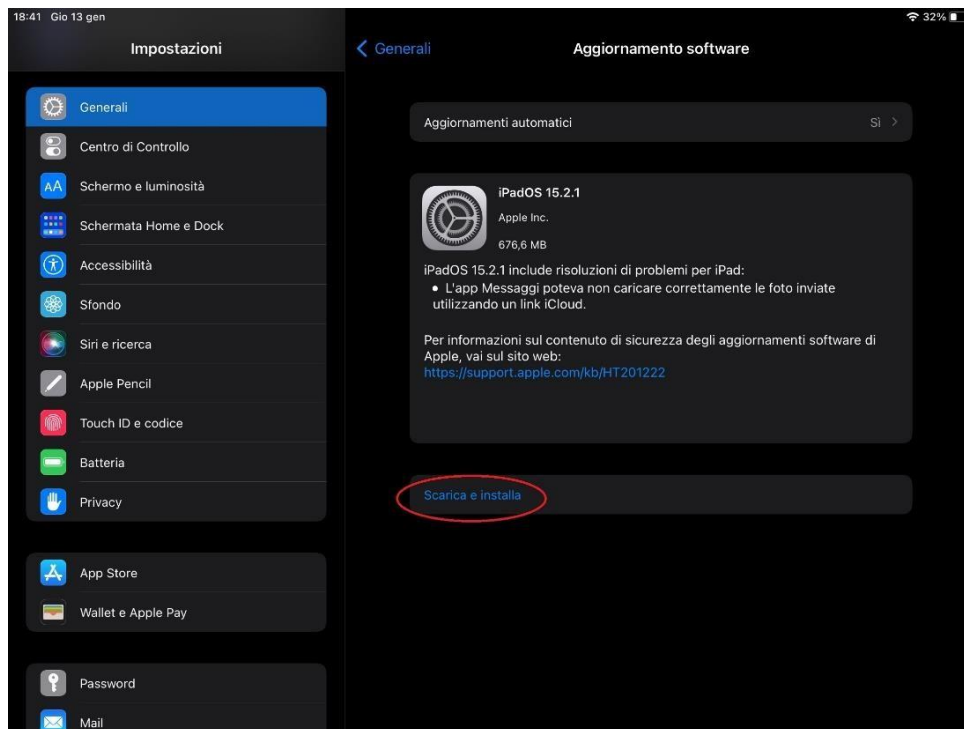 18:41 Gio 13 gen
32%
Impostazioni
Generali
Centro di Controllo
AA
Schermo e luminosità
Schermata Home e Dock
Accessibilità
Sfondo
Siri e ricerca
Apple Pencil
Touch ID e codice
Batteria
Privacy
App Store
Wallet e Apple Pay
Password
Mail
Generali
Aggiornamento software
Aggiornamenti automatici
Sì
iPadOS 15.2.1
Apple Inc.
676,6 MB
iPadOS 15.2.1 include risoluzioni di problemi per iPad:
• L'app Messaggi poteva non caricare correttamente le foto inviate
utilizzando un link iCloud.
Per informazioni sul contenuto di sicurezza degli aggiornamenti software di
Apple, vai sul sito web:
https://support.apple.com/kb/HT201222
Scarica e installa